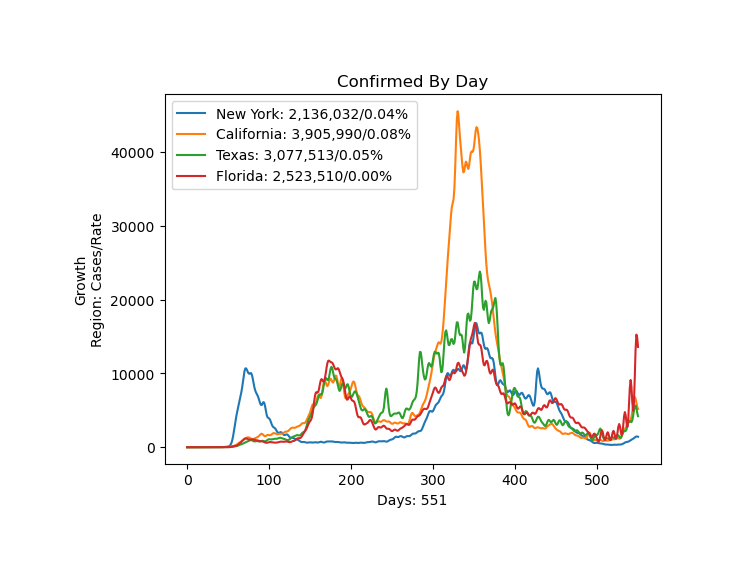 Confirmed By Day
New York: 2,136,032/0.04%
California: 3,905,990/0.08%
Texas: 3,077,513/0.05%
Florida: 2,523,510/0.00%
Growth
Region: Cases/Rate
40000
30000
20000
10000
0
0 100 200 300 400 500
Days: 551